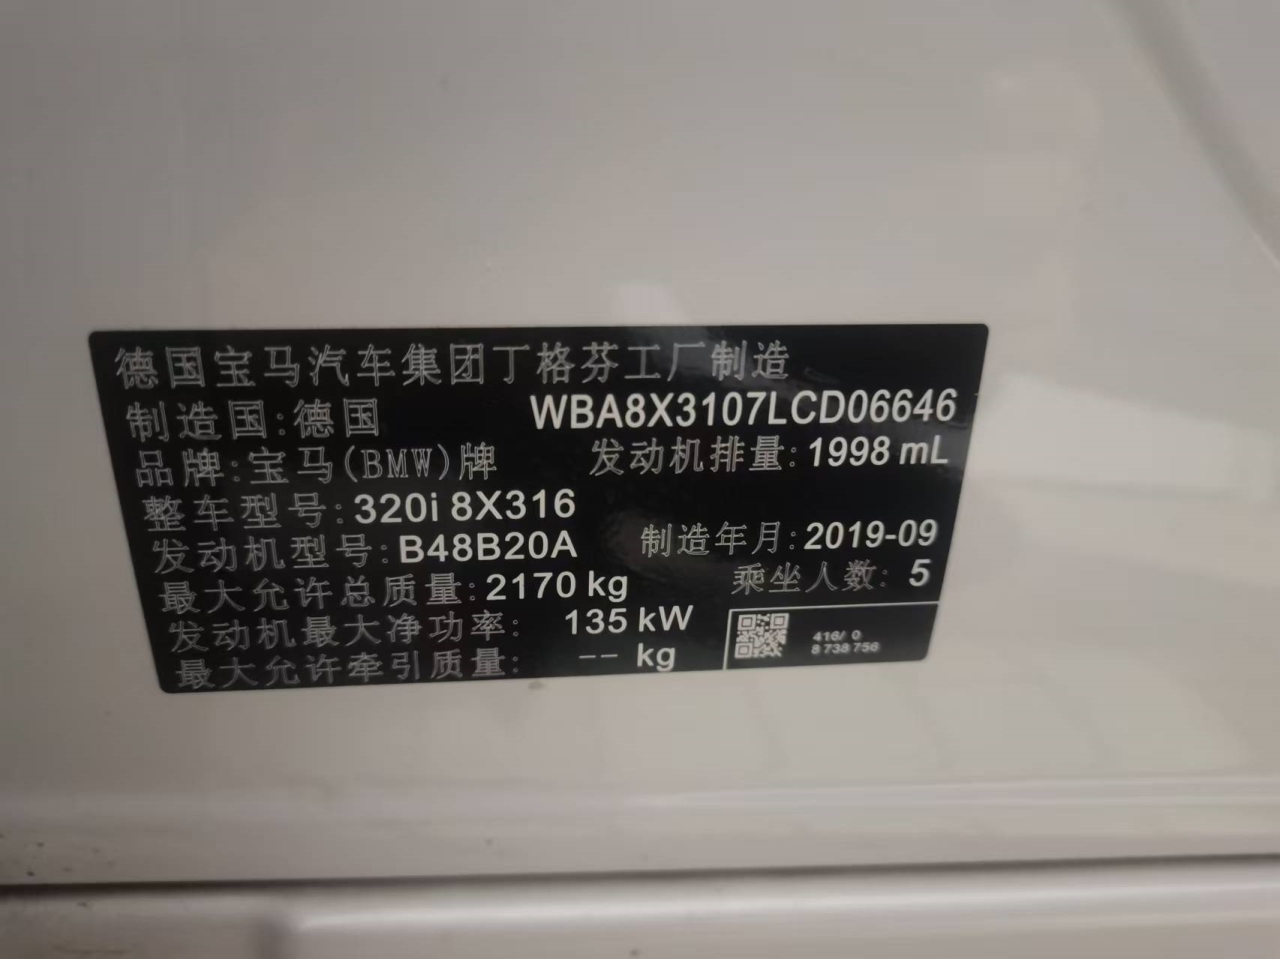 德国宝马汽车集团丁格芬工厂制造
制造国:德国 WBA8X3107LCD06646
品牌:宝马(BMW)牌 发动机排量:1998 mL
整车型号:320i 8X316
发动机型号:B48B20A 制造年月:2019-09
最大允许总质量:2170 kg 乘坐人数: 5
发动机最大净功率: 135 kW
最大允许牵引质量: -- kg
416/ 0
8 738 756